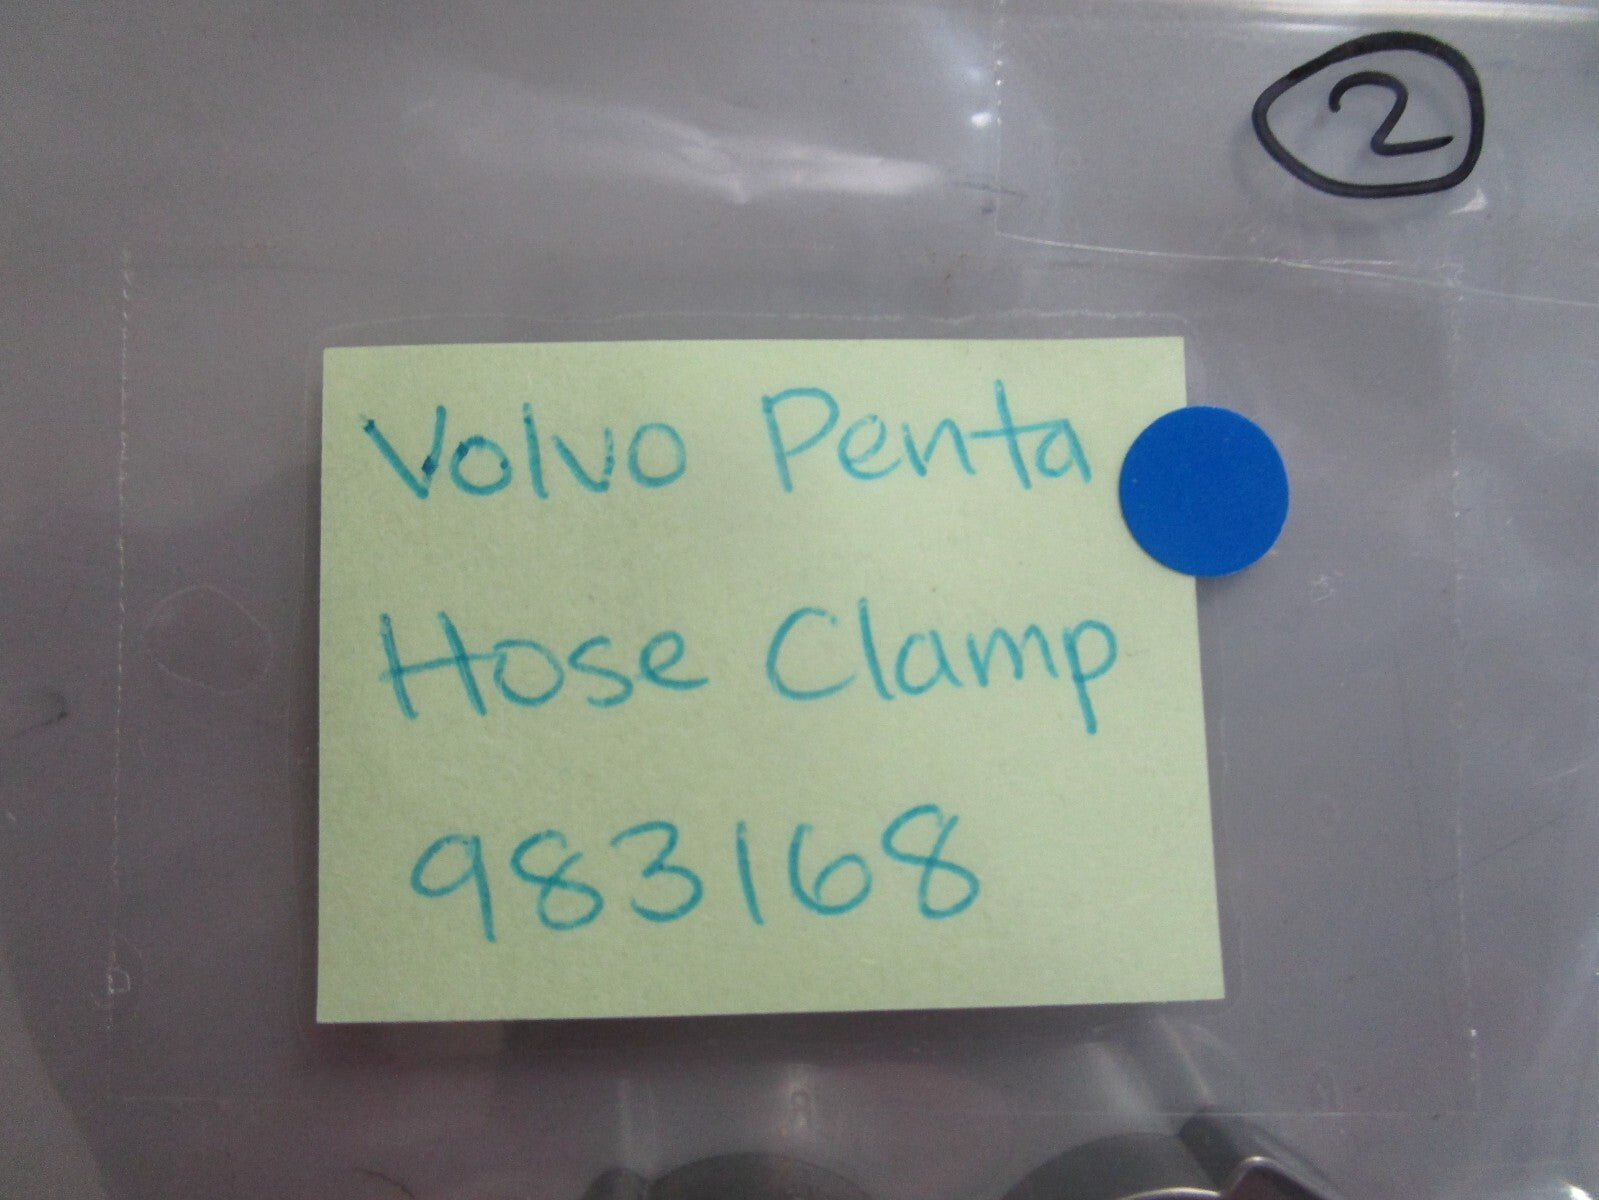 2
Volvo Penta
Hose Clamp
983168